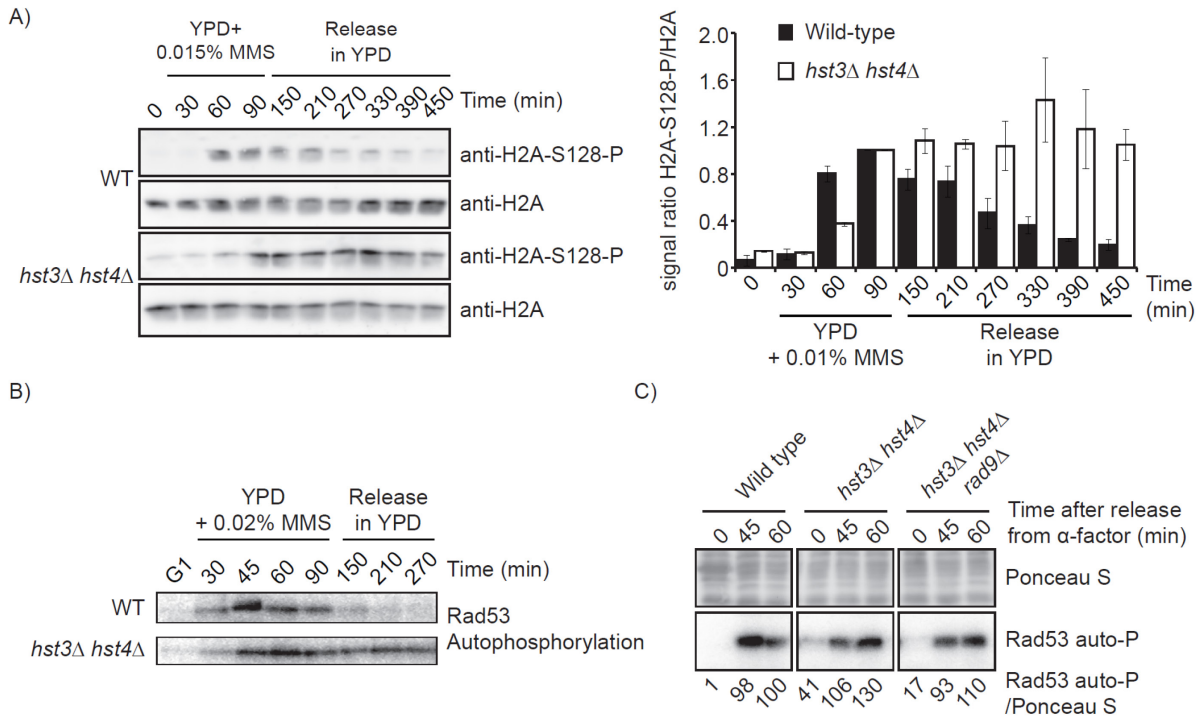 A)
YPD+
0.015% MMS
Release
in YPD
0 30 60 90 150 210 270 330 390 450 Time (min)
WT
anti-H2A-S128-P
anti-H2A
hst3Δ hst4Δ
anti-H2A-S128-P
anti-H2A
signal ratio H2A-S128-P/H2A
2.0
1.6
1.2
0.8
0.4
0
Wild-type
hst3Δ hst4Δ
0 30 60 90 150 210 270 330 390 450
Time
(min)
YPD
+ 0.01% MMS
Release
in YPD
B)
YPD
+ 0.02% MMS
Release
in YPD
G1 30 45 60 90 150 210 270 Time (min)
WT
hst3Δ hst4Δ
Rad53
Autophosphorylation
C)
Wild type
hst3Δ hst4Δ
hst3Δ hst4Δ
rad9Δ
0 45 60 0 45 60 0 45 60
Time after release
from α-factor (min)
Ponceau S
Rad53 auto-P
1 98 100 41 106 130 17 93 110
Rad53 auto-P
/Ponceau S